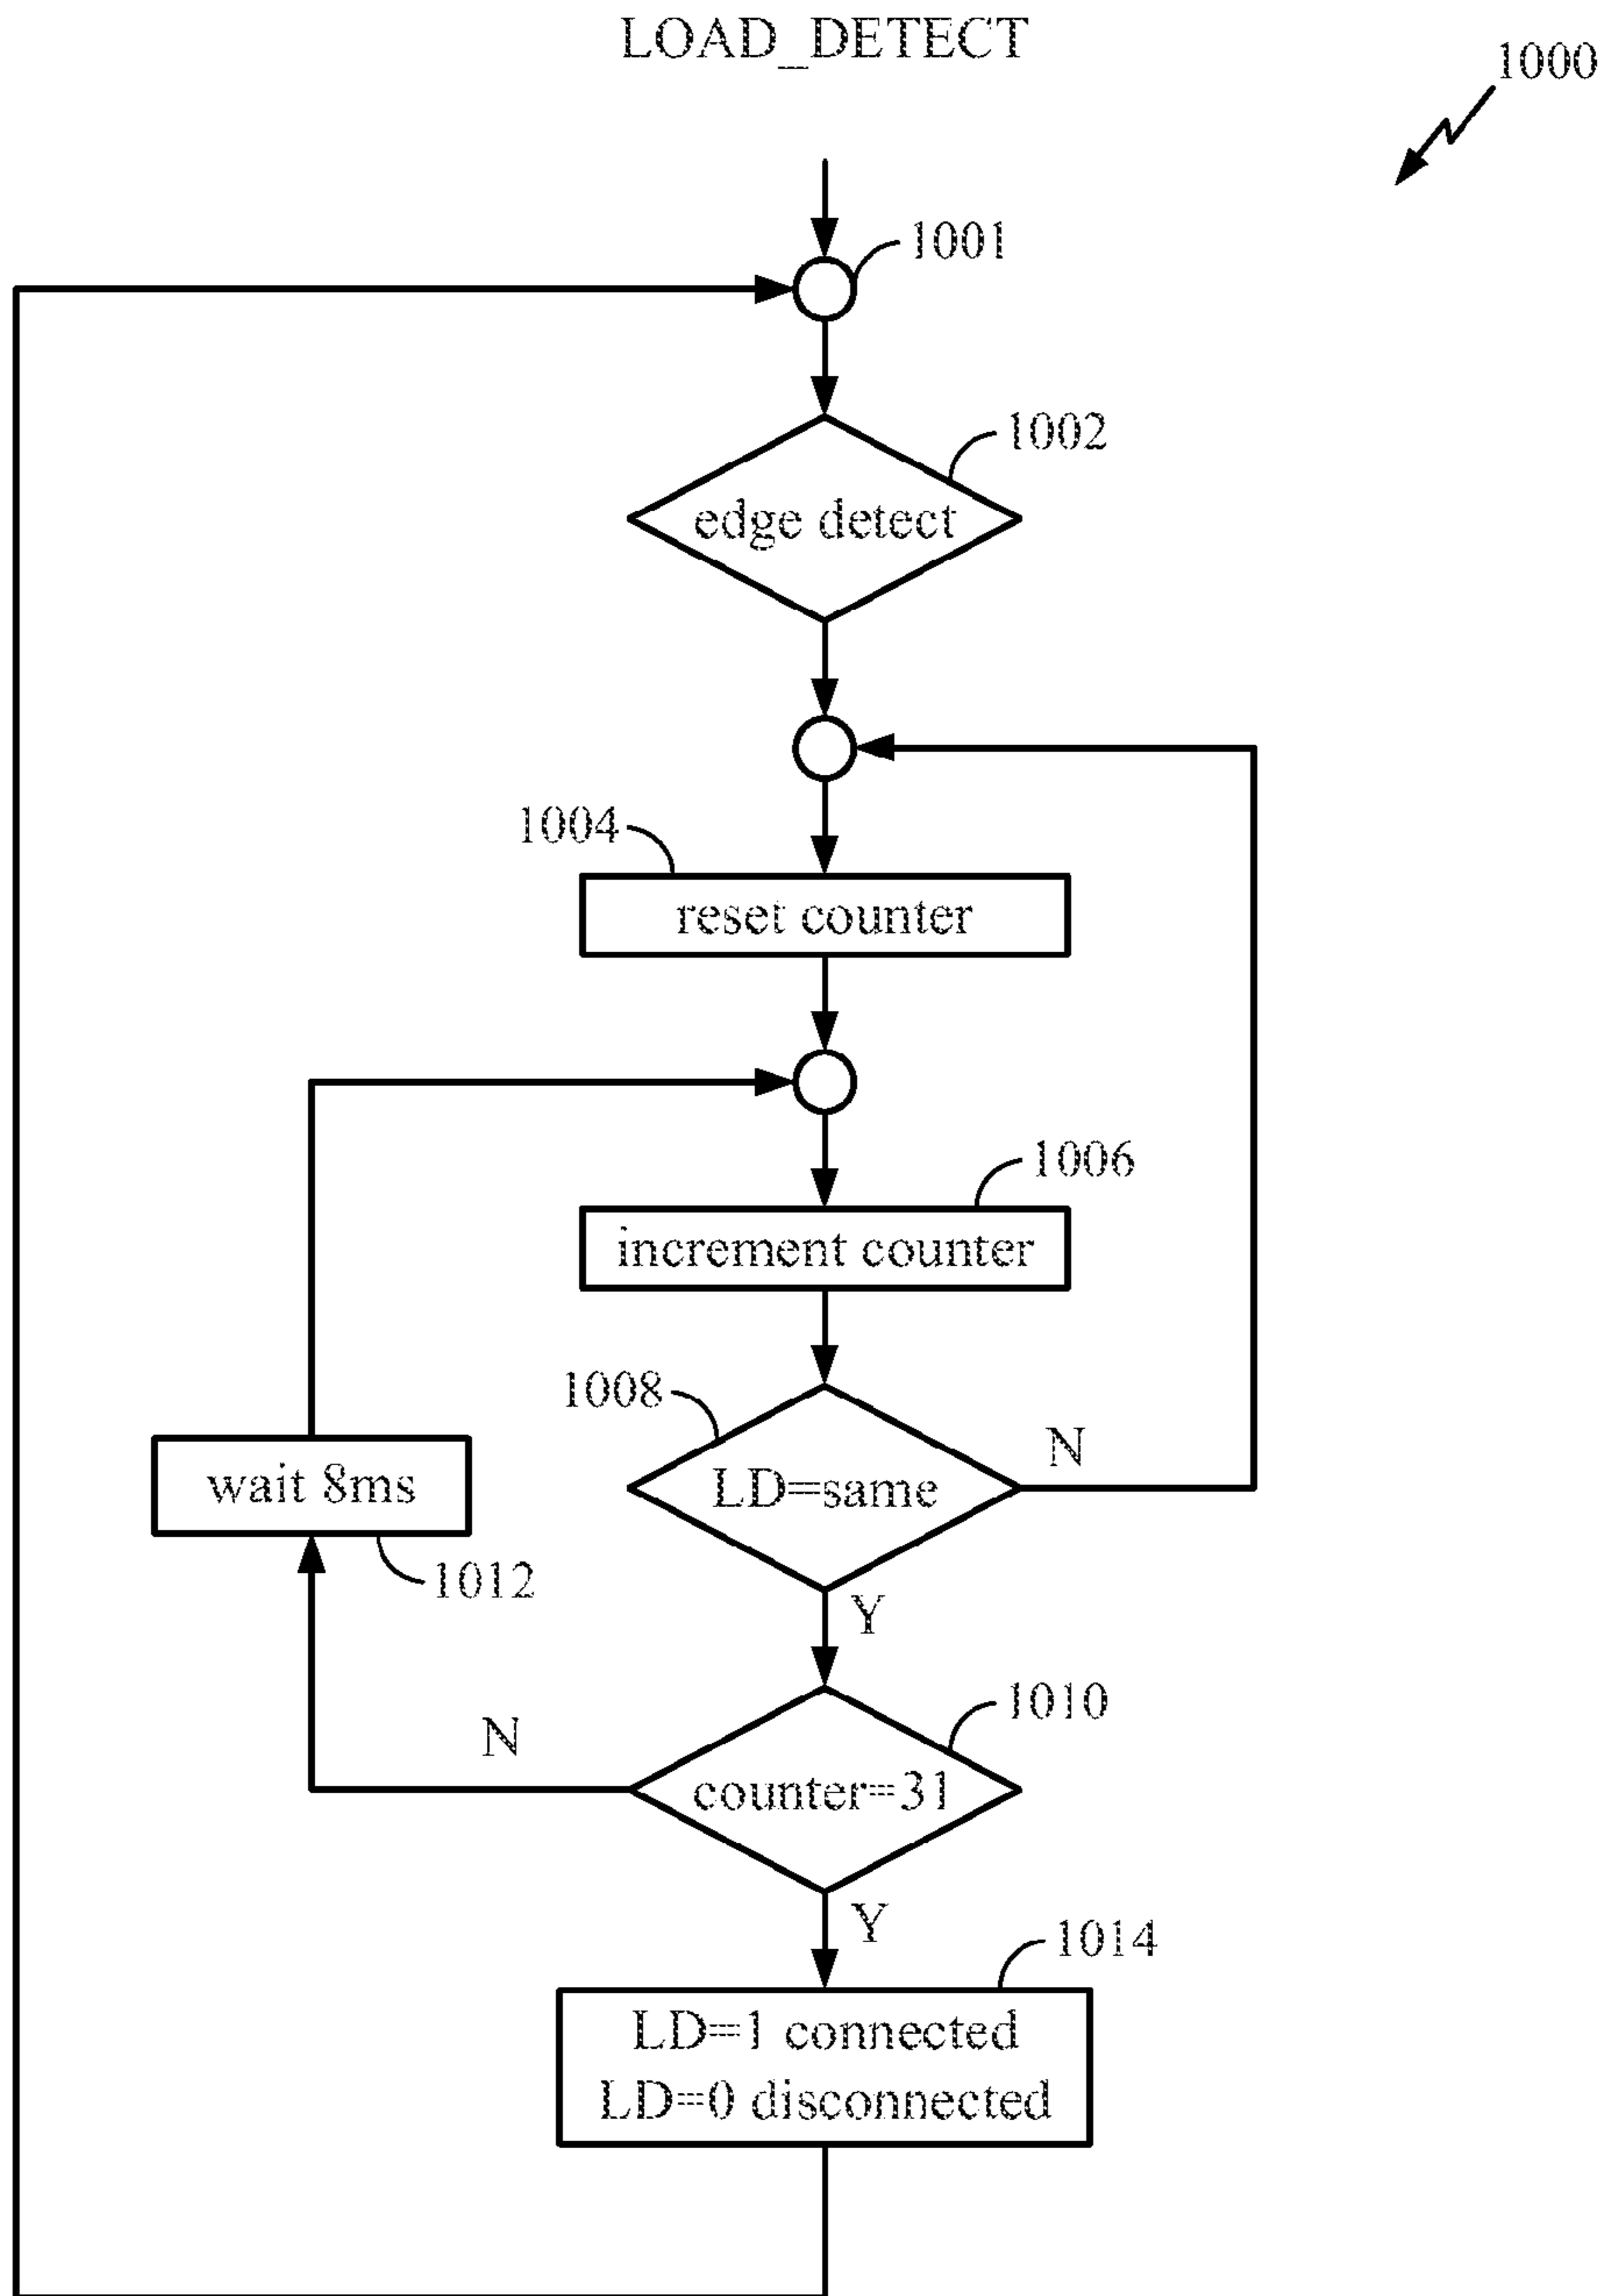 LOAD_DETECT
1000
1001
1002
edge detect
1004
reset counter
1006
increment counter
1008
LD=same
N
wait 8ms
1012
Y
1010
N
counter=31
Y
1014
LD=1 connected
LD=0 disconnected